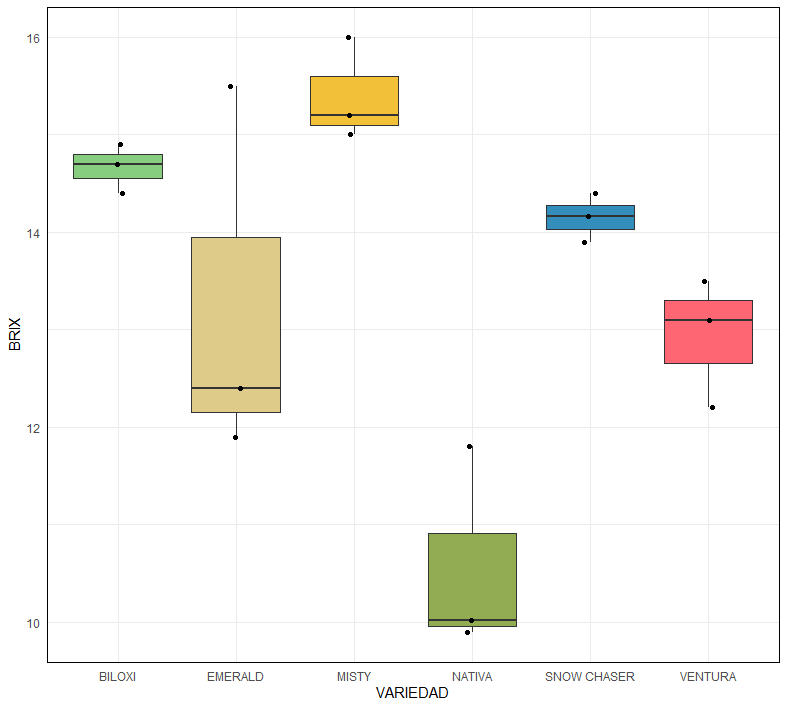 16
14
12
10
BRIX
BILOXI EMERALD MISTY NATIVA SNOW CHASER VENTURA
VARIEDAD